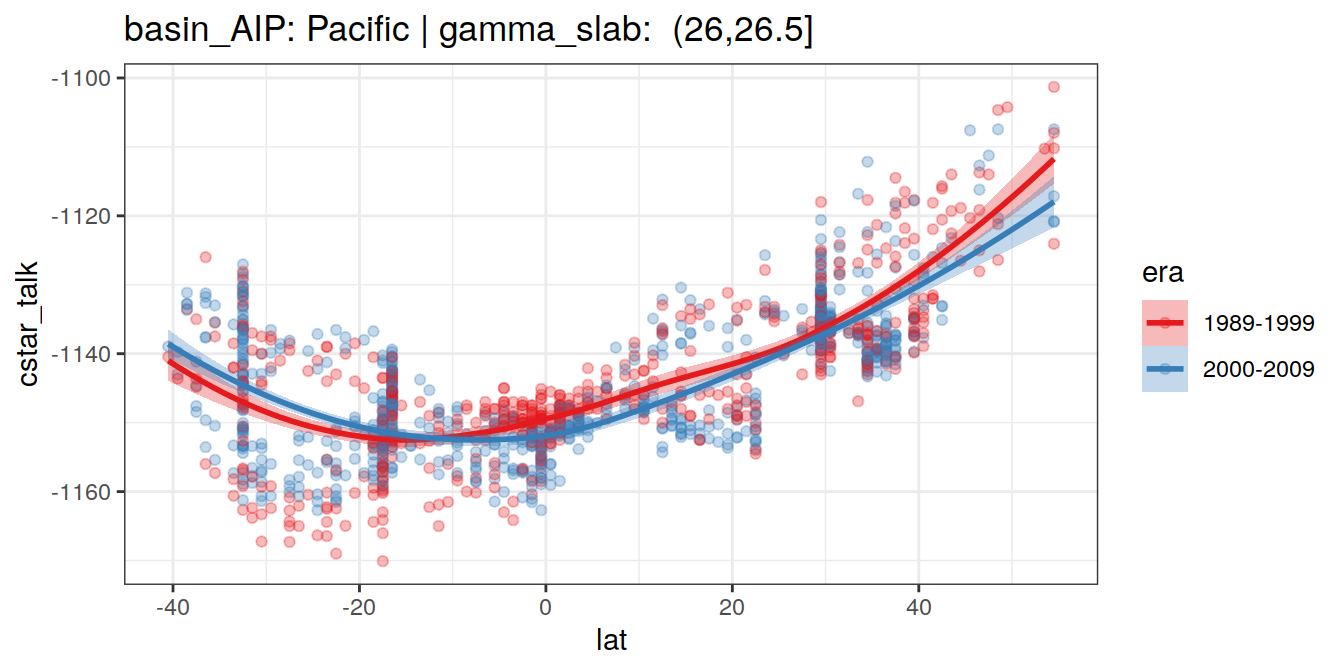 basin_AIP: Pacific | gamma_slab:  (26,26.5]
cstar_talk
-1100
-1120
-1140
-1160
-40
-20
0
20
40
lat
era
1989-1999
2000-2009